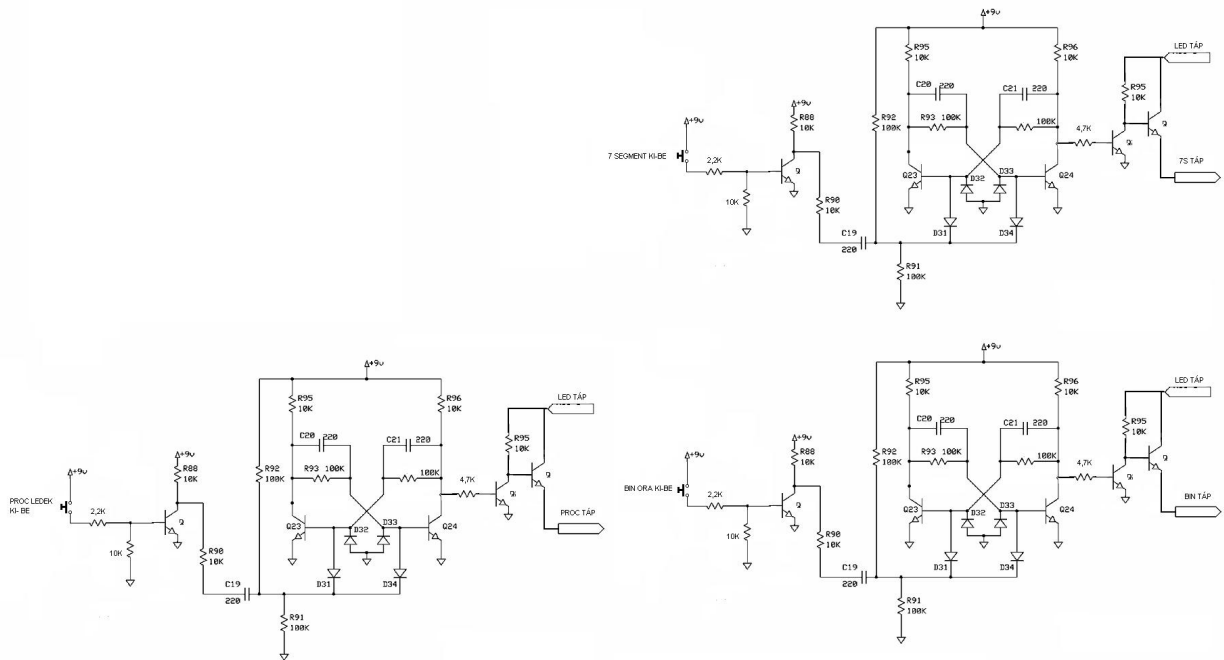 +9v
R95
10K
R96
10K
LED TÁP
C20
220
C21
220
R95
10K
Q
+9v
R88
10K
R92
100K
R93
100K
100K
4,7K
Q
+9v
7 SEGMENT KI-BE
2,2K
Q
7S TÁP
Q23
D32
D33
Q24
10K
R90
10K
C19
220
D31
D34
R91
100K
+9v
R95
10K
R96
10K
LED TÁP
C20
220
C21
220
R95
10K
Q
+9v
R88
10K
R92
100K
R93
100K
100K
4,7K
Q
+9v
PROC LEDEK
KI- BE
2,2K
Q
PROC TÁP
Q23
D32
D33
Q24
10K
R90
10K
C19
220
D31
D34
R91
100K
+9v
R95
10K
R96
10K
LED TÁP
C20
220
C21
220
R95
10K
Q
+9v
R88
10K
R92
100K
R93
100K
100K
4,7K
Q
+9v
BIN ORA KI-BE
2,2K
Q
BIN TÁP
Q23
D32
D33
Q24
10K
R90
10K
C19
220
D31
D34
R91
100K